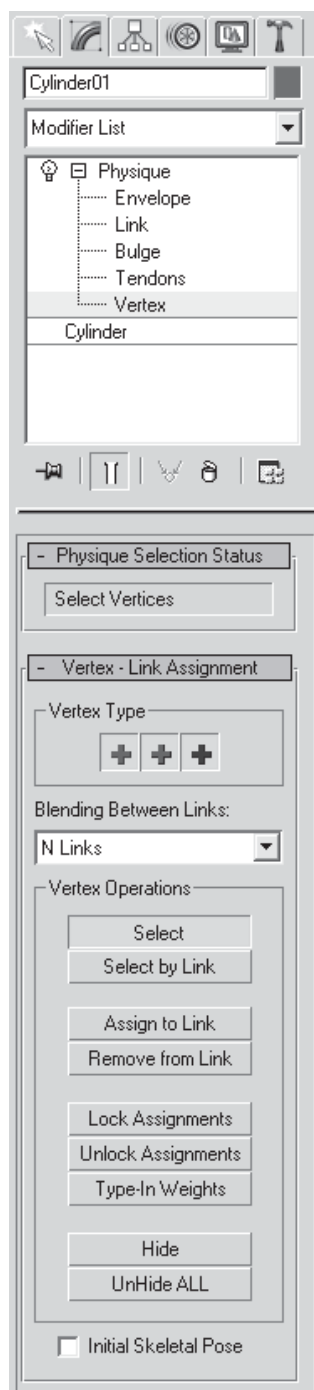 Cylinder01
Modifier List
Physique
Envelope
Link
Bulge
Tendons
Vertex
Cylinder
- Physique Selection Status
Select Vertices
- Vertex - Link Assignment
Vertex Type
Blending Between Links:
N Links
Vertex Operations
Select
Select by Link
Assign to Link
Remove from Link
Lock Assignments
Unlock Assignments
Type-In Weights
Hide
UnHide ALL
Initial Skeletal Pose